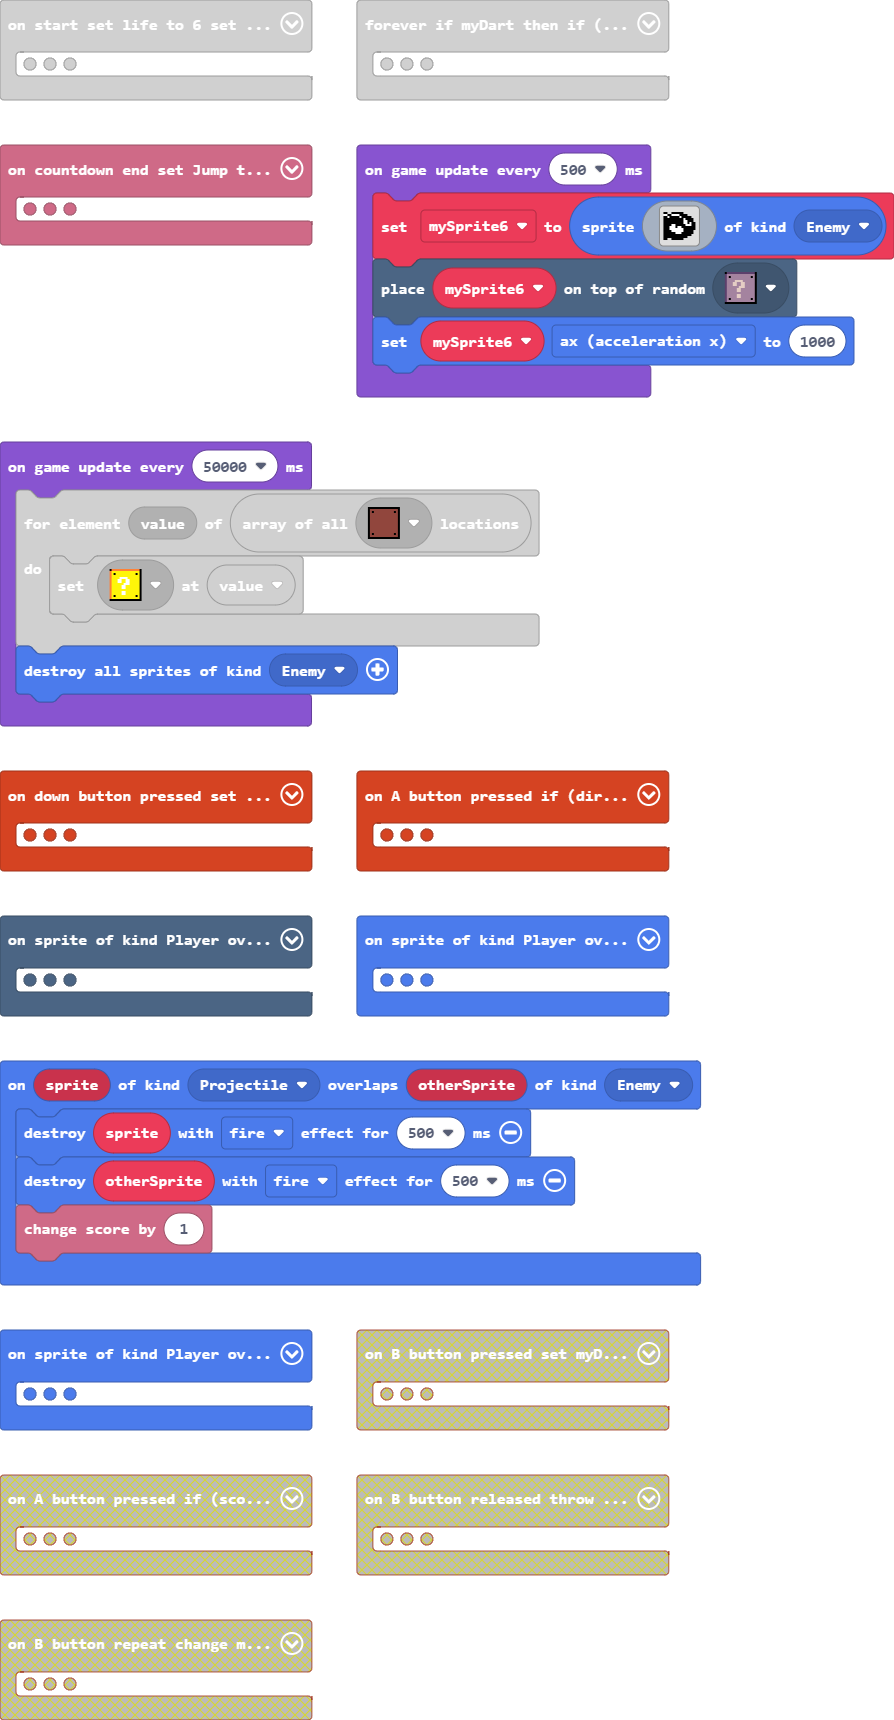 on start set life to 6 set ...
forever if myDart then if (...
on countdown end set Jump t...
on game update every 500 ms
set mySprite6 to sprite of kind Enemy
place mySprite6 on top of random ?
set mySprite6 ax (acceleration x) to 1000
on game update every 50000 ms
for element value of array of all locations
do
set ? at value
destroy all sprites of kind Enemy
on down button pressed set ...
on A button pressed if (dir...
on sprite of kind Player ov...
on sprite of kind Player ov...
on sprite of kind Projectile overlaps otherSprite of kind Enemy
destroy sprite with fire effect for 500 ms
destroy otherSprite with fire effect for 500 ms
change score by 1
on sprite of kind Player ov...
on B button pressed set myD...
on A button pressed if (sco...
on B button released throw ...
on B button repeat change m...